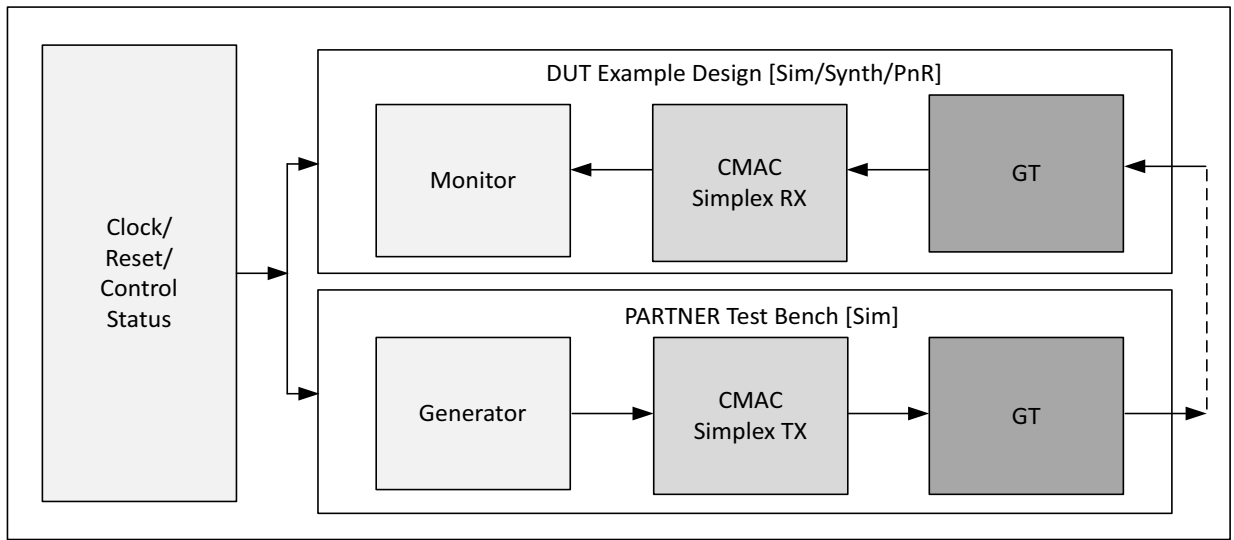 Clock/
Reset/
Control
Status
DUT Example Design [Sim/Synth/PnR]
Monitor
CMAC
Simplex RX
GT
PARTNER Test Bench [Sim]
Generator
CMAC
Simplex TX
GT